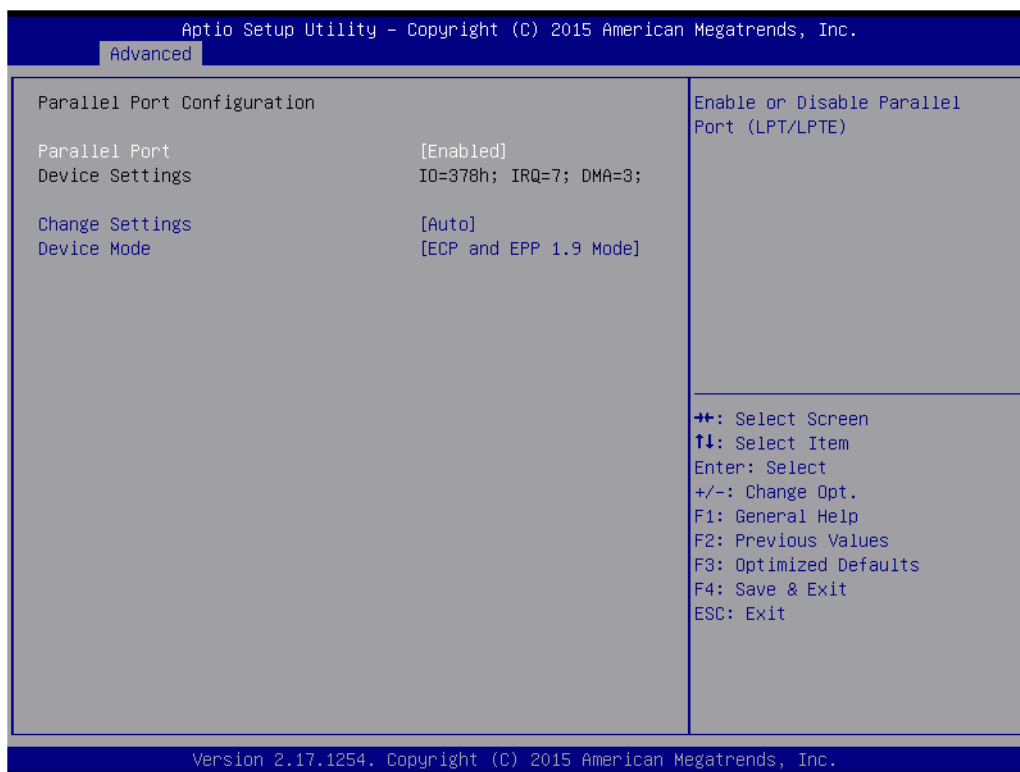 Aptio Setup Utility – Copyright (C) 2015 American Megatrends, Inc.
Advanced
Parallel Port Configuration
Parallel Port [Enabled]
Device Settings IO=378h; IRQ=7; DMA=3;
Change Settings [Auto]
Device Mode [ECP and EPP 1.9 Mode]
Enable or Disable Parallel
Port (LPT/LPTE)
→←: Select Screen
↑↓: Select Item
Enter: Select
+/-: Change Opt.
F1: General Help
F2: Previous Values
F3: Optimized Defaults
F4: Save & Exit
ESC: Exit
Version 2.17.1254. Copyright (C) 2015 American Megatrends, Inc.